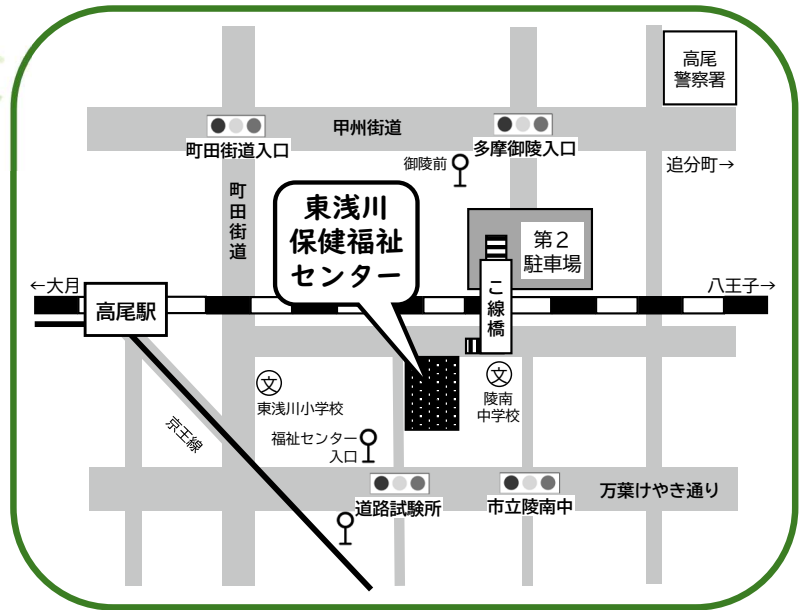 高尾
警察署
甲州街道
町田街道入口
多摩御陵入口
御陵前
追分町→
町田街道
東浅川
保健福祉
センター
第2
駐車場
こ線橋
←大月
八王子→
高尾駅
文
東浅川小学校
文
陵南
中学校
京王線
福祉センター
入口
万葉けやき通り
道路試験所
市立陵南中